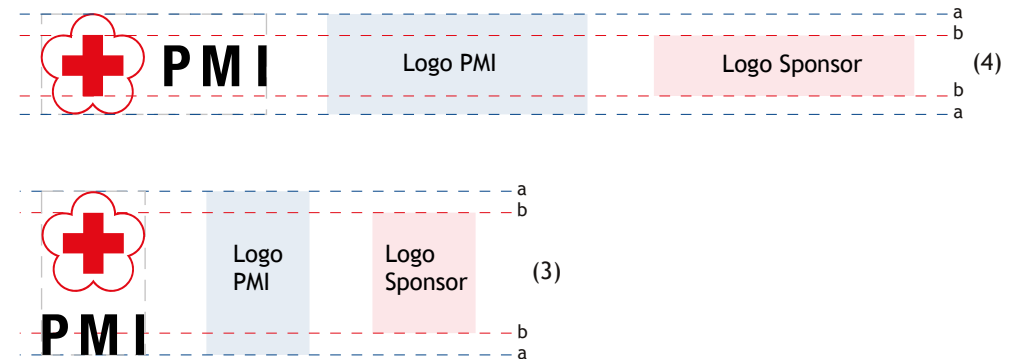 a
b
PMI
Logo PMI
Logo Sponsor
(4)
b
a
a
b
Logo
PMI
Logo
Sponsor
(3)
PMI
b
a